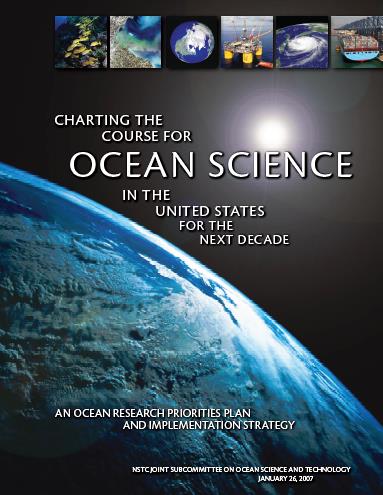 CHARTING THE
COURSE FOR
OCEAN SCIENCE
IN THE
UNITED STATES
FOR THE
NEXT DECADE
AN OCEAN RESEARCH PRIORITIES PLAN
AND IMPLEMENTATION STRATEGY
NSTC JOINT SUBCOMMITTEE ON OCEAN SCIENCE AND TECHNOLOGY
JANUARY 26, 2007